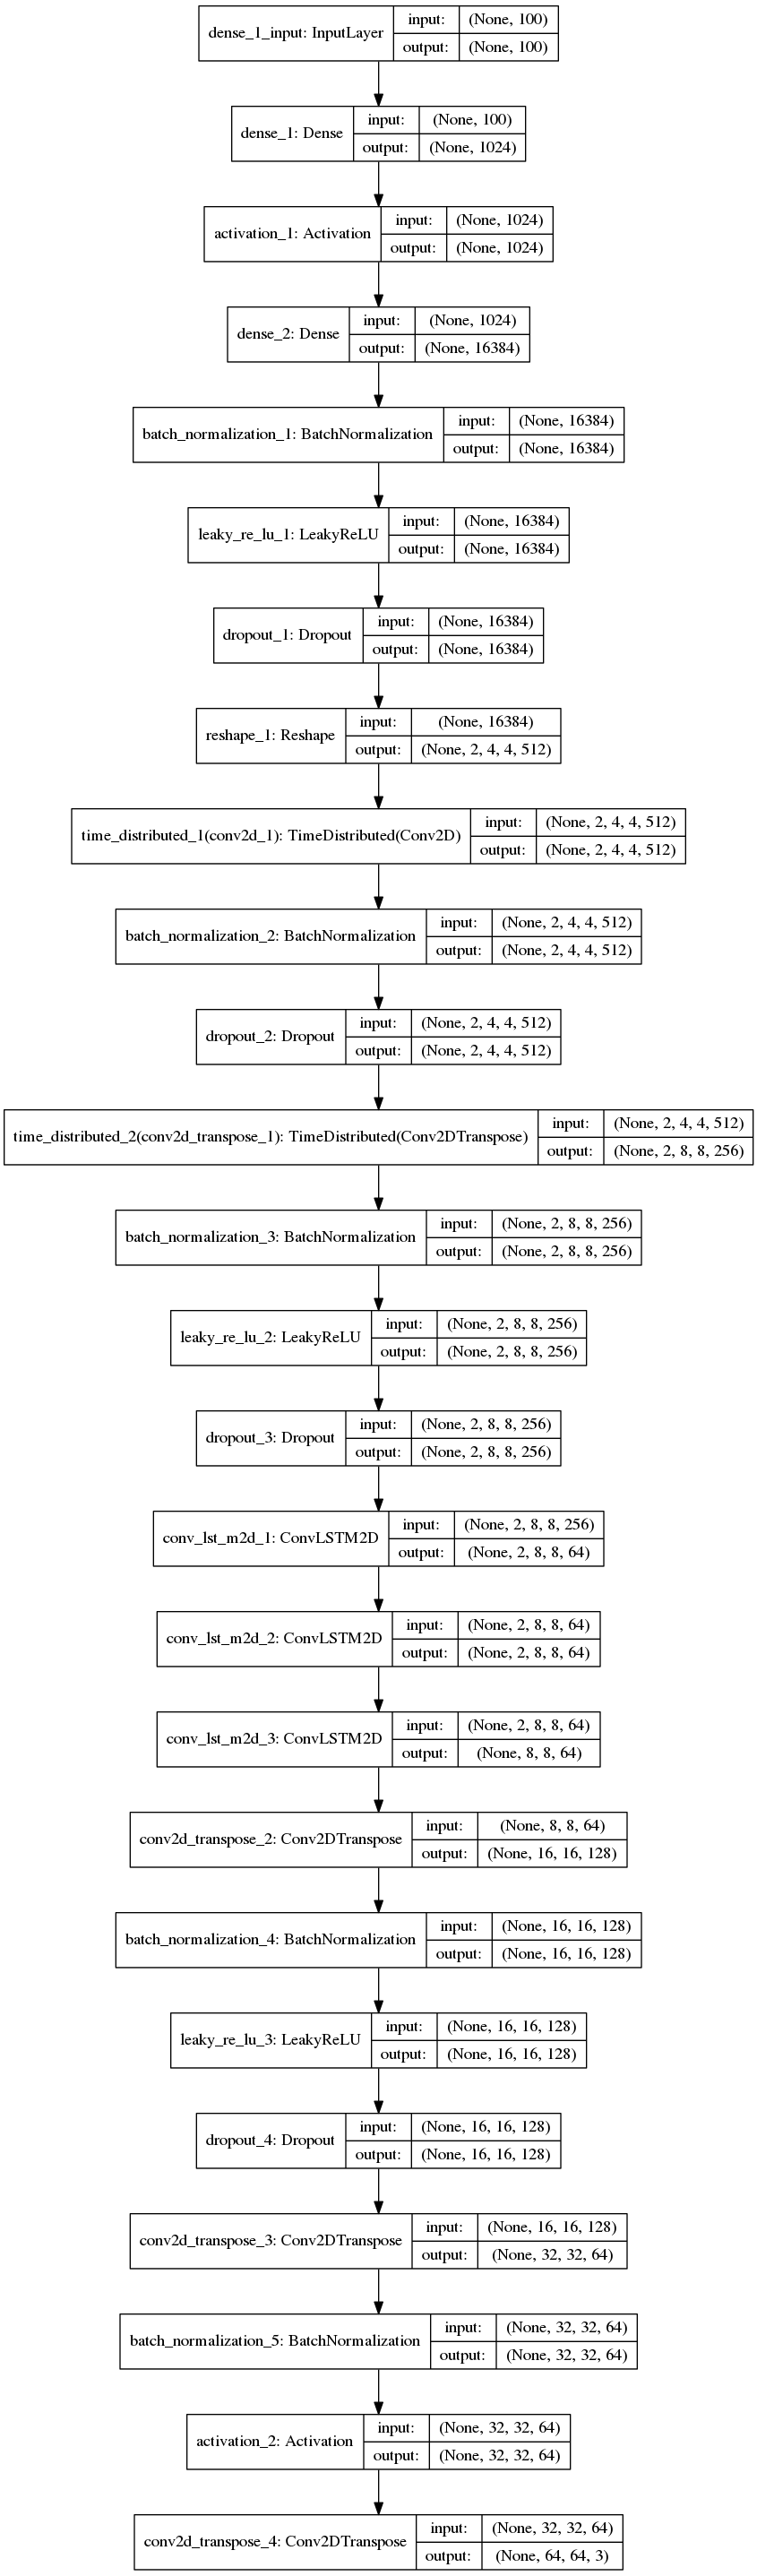 dense_1_input: InputLayer input: (None, 100)
output: (None, 100)
dense_1: Dense input: (None, 100)
output: (None, 1024)
activation_1: Activation input: (None, 1024)
output: (None, 1024)
dense_2: Dense input: (None, 1024)
output: (None, 16384)
batch_normalization_1: BatchNormalization input: (None, 16384)
output: (None, 16384)
leaky_re_lu_1: LeakyReLU input: (None, 16384)
output: (None, 16384)
dropout_1: Dropout input: (None, 16384)
output: (None, 16384)
reshape_1: Reshape input: (None, 16384)
output: (None, 2, 4, 4, 512)
time_distributed_1(conv2d_1): TimeDistributed(Conv2D) input: (None, 2, 4, 4, 512)
output: (None, 2, 4, 4, 512)
batch_normalization_2: BatchNormalization input: (None, 2, 4, 4, 512)
output: (None, 2, 4, 4, 512)
dropout_2: Dropout input: (None, 2, 4, 4, 512)
output: (None, 2, 4, 4, 512)
time_distributed_2(conv2d_transpose_1): TimeDistributed(Conv2DTranspose) input: (None, 2, 4, 4, 512)
output: (None, 2, 8, 8, 256)
batch_normalization_3: BatchNormalization input: (None, 2, 8, 8, 256)
output: (None, 2, 8, 8, 256)
leaky_re_lu_2: LeakyReLU input: (None, 2, 8, 8, 256)
output: (None, 2, 8, 8, 256)
dropout_3: Dropout input: (None, 2, 8, 8, 256)
output: (None, 2, 8, 8, 256)
conv_lst_m2d_1: ConvLSTM2D input: (None, 2, 8, 8, 256)
output: (None, 2, 8, 8, 64)
conv_lst_m2d_2: ConvLSTM2D input: (None, 2, 8, 8, 64)
output: (None, 2, 8, 8, 64)
conv_lst_m2d_3: ConvLSTM2D input: (None, 2, 8, 8, 64)
output: (None, 8, 8, 64)
conv2d_transpose_2: Conv2DTranspose input: (None, 8, 8, 64)
output: (None, 16, 16, 128)
batch_normalization_4: BatchNormalization input: (None, 16, 16, 128)
output: (None, 16, 16, 128)
leaky_re_lu_3: LeakyReLU input: (None, 16, 16, 128)
output: (None, 16, 16, 128)
dropout_4: Dropout input: (None, 16, 16, 128)
output: (None, 16, 16, 128)
conv2d_transpose_3: Conv2DTranspose input: (None, 16, 16, 128)
output: (None, 32, 32, 64)
batch_normalization_5: BatchNormalization input: (None, 32, 32, 64)
output: (None, 32, 32, 64)
activation_2: Activation input: (None, 32, 32, 64)
output: (None, 32, 32, 64)
conv2d_transpose_4: Conv2DTranspose input: (None, 32, 32, 64)
output: (None, 64, 64, 3)